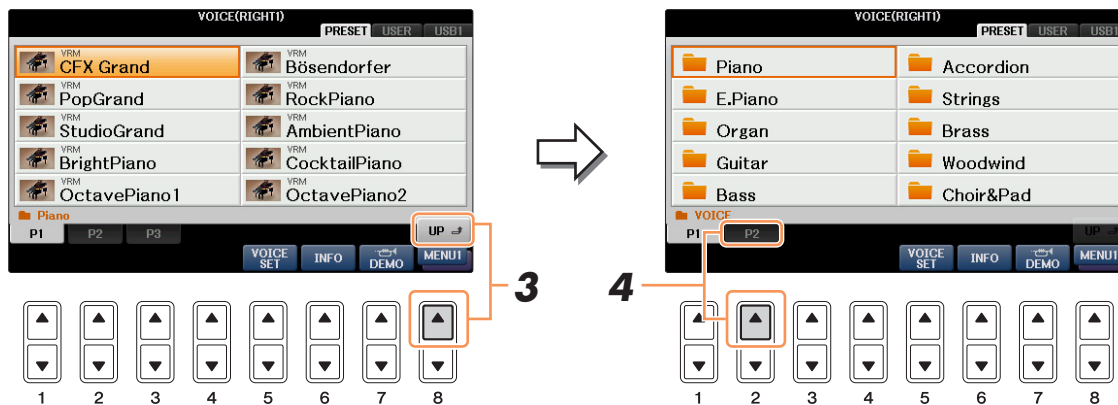 VOICE(RIGHT1)
PRESET USER USB1
VRM
CFX Grand
VRM
Bösendorfer
VRM
PopGrand
VRM
RockPiano
VRM
StudioGrand
VRM
AmbientPiano
VRM
BrightPiano
VRM
CocktailPiano
VRM
OctavePiano1
VRM
OctavePiano2
Piano
P1 P2 P3 UP
VOICE SET INFO DEMO MENU1
3
1 2 3 4 5 6 7 8
VOICE(RIGHT1)
PRESET USER USB1
Piano Accordion
E.Piano Strings
Organ Brass
Guitar Woodwind
Bass Choir&Pad
VOICE
P1 P2 UP
VOICE SET INFO DEMO MENU1
4
1 2 3 4 5 6 7 8